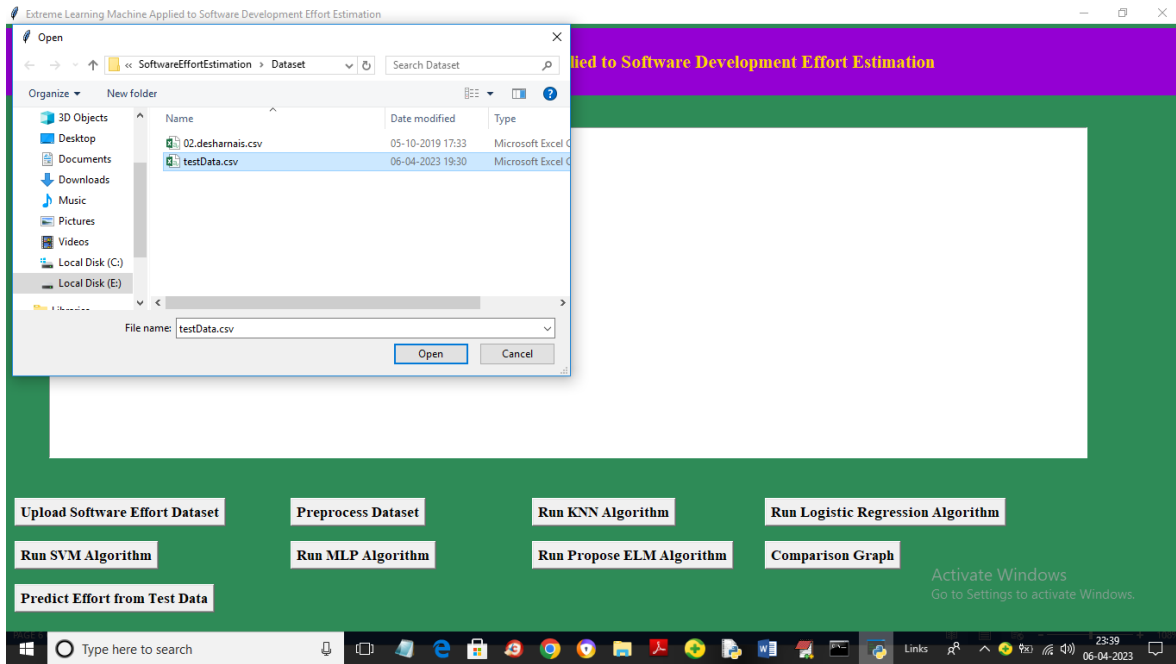 Extreme Learning Machine Applied to Software Development Effort Estimation
Open
lied to Software Development Effort Estimation
« SoftwareEffortEstimation › Dataset
Search Dataset
Organize
New folder
Name
Date modified
Type
3D Objects
Desktop
Documents
Downloads
Music
Pictures
Videos
Local Disk (C:)
Local Disk (E:)
02.desharnais.csv
05-10-2019 17:33
Microsoft Excel
testData.csv
06-04-2023 19:30
Microsoft Excel
File name:
testData.csv
Open
Cancel
Upload Software Effort Dataset
Preprocess Dataset
Run KNN Algorithm
Run Logistic Regression Algorithm
Run SVM Algorithm
Run MLP Algorithm
Run Propose ELM Algorithm
Comparison Graph
Predict Effort from Test Data
Activate Windows
Go to Settings to activate Windows.
Type here to search
Links
23:39
06-04-2023